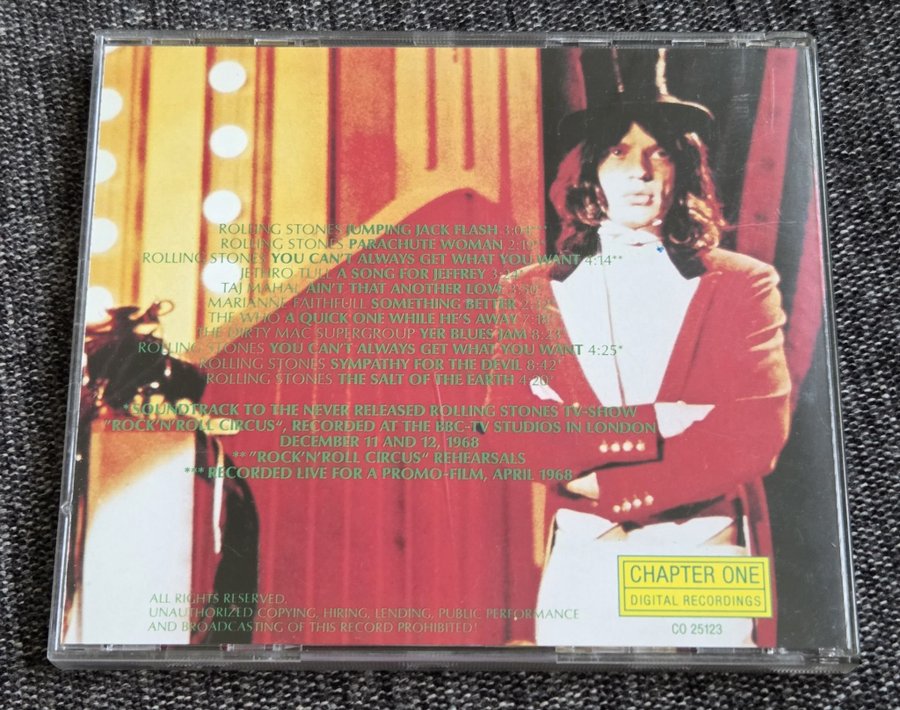 ROLLING STONES JUMPING JACK FLASH 3:04***
ROLLING STONES PARACHUTE WOMAN 2:19*
ROLLING STONES YOU CAN'T ALWAYS GET WHAT YOU WANT 4:14**
JETHRO TULL A SONG FOR JEFFREY 3:24*
TAJ MAHAL AIN'T THAT ANOTHER LOVE
MARIANNE FAITHFULL SOMETHING BETTER
THE WHO A QUICK ONE WHILE HE'S AWAY
THE DIRTY MAC SUPERGROUP YER BLUES JAM
ROLLING STONES YOU CAN'T ALWAYS GET WHAT YOU WANT 4:25*
ROLLING STONES SYMPATHY FOR THE DEVIL 8:42*
ROLLING STONES THE SALT OF THE EARTH 4:20*
*SOUNDTRACK TO THE NEVER RELEASED ROLLING STONES TV-SHOW
"ROCK'N'ROLL CIRCUS", RECORDED AT THE BBC-TV STUDIOS IN LONDON
DECEMBER 11 AND 12, 1968
** "ROCK'N'ROLL CIRCUS" REHEARSALS
*** RECORDED LIVE FOR A PROMO-FILM, APRIL 1968
ALL RIGHTS RESERVED.
UNAUTHORIZED COPYING, HIRING, LENDING, PUBLIC PERFORMANCE
AND BROADCASTING OF THIS RECORD PROHIBITED!
CHAPTER ONE
DIGITAL RECORDINGS
CO 25123